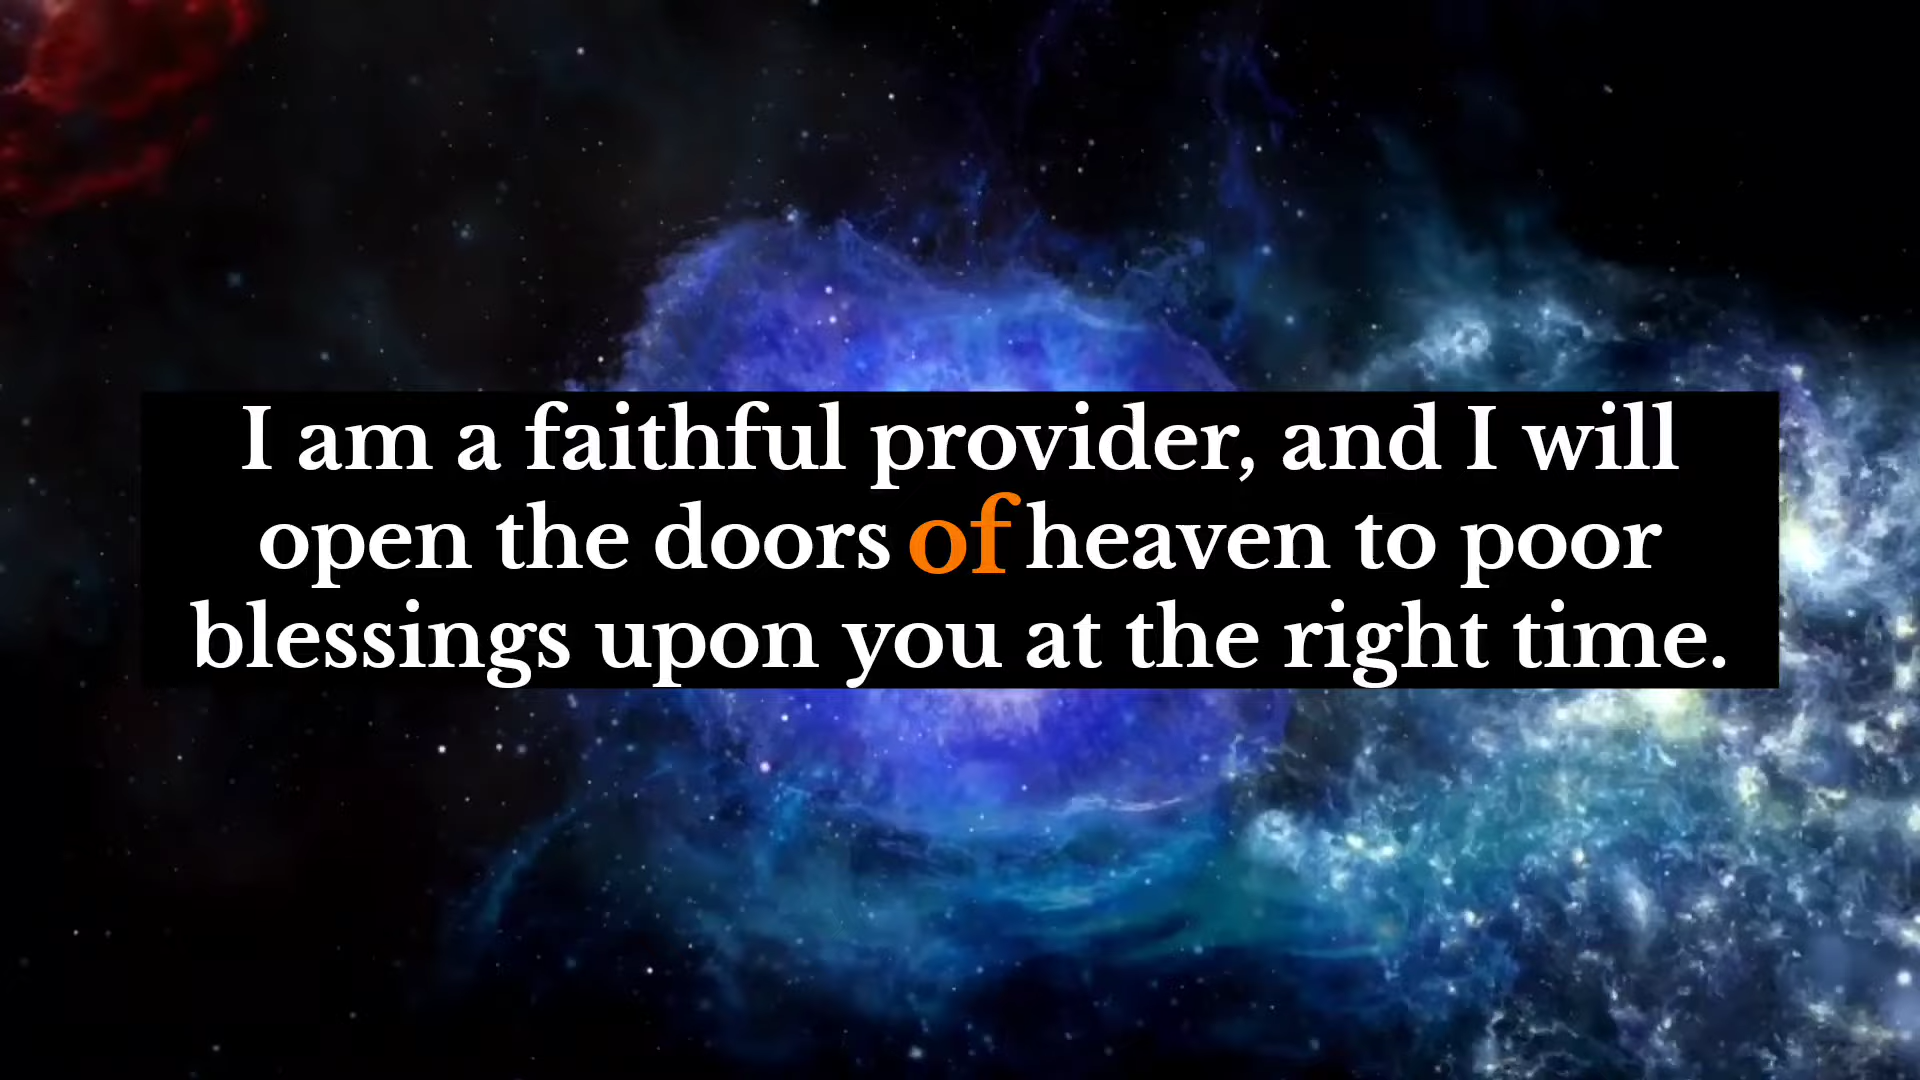 I am a faithful provider, and I will
open the doors of heaven to poor
blessings upon you at the right time.